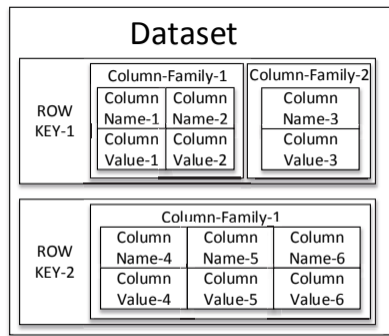 Dataset
Column-Family-1 Column-Family-2
ROW
KEY-1
Column Column Column
Name-1 Name-2 Name-3
Column Column Column
Value-1 Value-2 Value-3
Column-Family-1
ROW
KEY-2
Column Column Column
Name-4 Name-5 Name-6
Column Column Column
Value-4 Value-5 Value-6